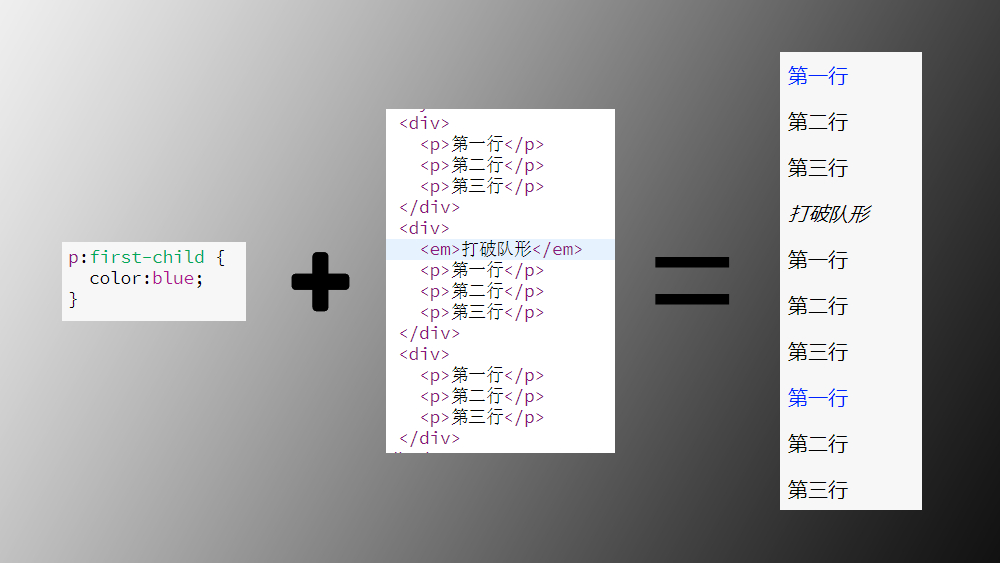 p:first-child {
color:blue;
}
<div>
<p>第一行</p>
<p>第二行</p>
<p>第三行</p>
</div>
<div>
<em>打破队形</em>
<p>第一行</p>
<p>第二行</p>
<p>第三行</p>
</div>
<div>
<p>第一行</p>
<p>第二行</p>
<p>第三行</p>
</div>
第一行
第二行
第三行
打破队形
第一行
第二行
第三行
第一行
第二行
第三行